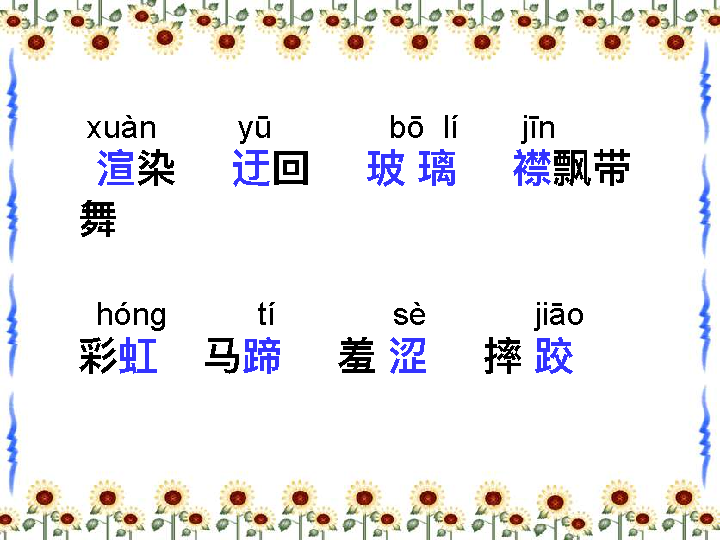 xuàn yū bō lí jīn
渲染 迂回 玻 璃 襟飘带
舞
hóng tí sè jiāo
彩虹 马蹄 羞 涩 摔 跤